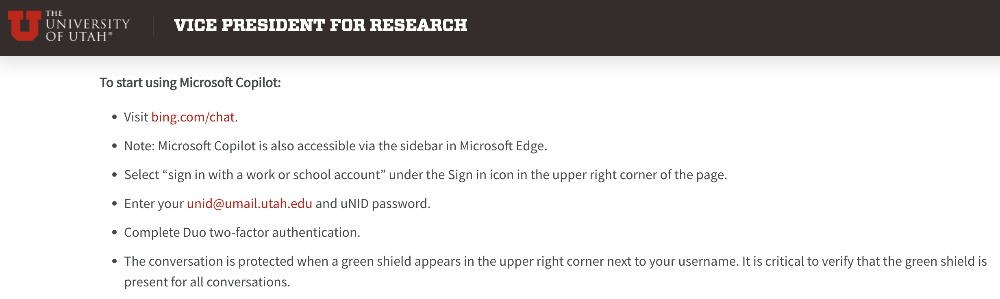 THE
UNIVERSITY
OF UTAH®
VICE PRESIDENT FOR RESEARCH
To start using Microsoft Copilot:
• Visit bing.com/chat.
• Note: Microsoft Copilot is also accessible via the sidebar in Microsoft Edge.
• Select “sign in with a work or school account” under the Sign in icon in the upper right corner of the page.
• Enter your unid@umail.utah.edu and uNID password.
• Complete Duo two-factor authentication.
• The conversation is protected when a green shield appears in the upper right corner next to your username. It is critical to verify that the green shield is
present for all conversations.